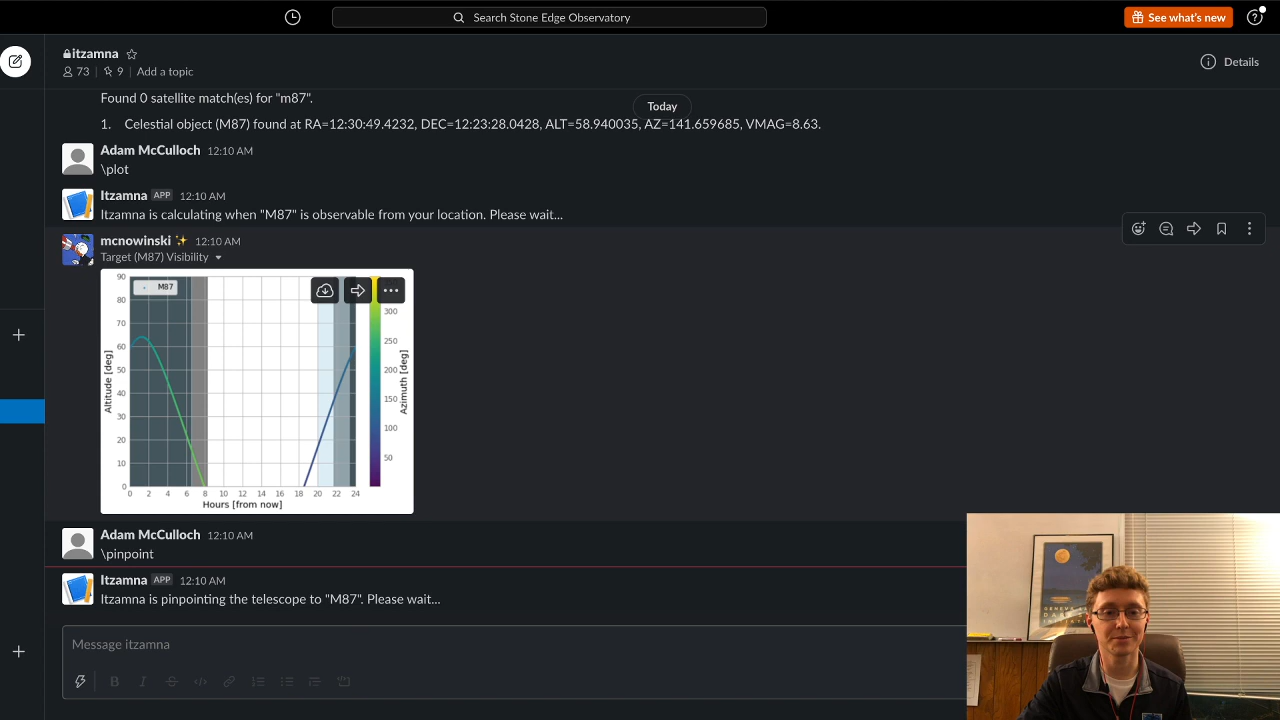 Search Stone Edge Observatory
See what's new
itzamna
73
9
Add a topic
Details
Found 0 satellite match(es) for "m87".
Today
1. Celestial object (M87) found at RA=12:30:49.4232, DEC=12:23:28.0428, ALT=58.940035, AZ=141.659685, VMAG=8.63.
Adam McCulloch 12:10 AM
\plot
Itzamna APP 12:10 AM
Itzamna is calculating when "M87" is observable from your location. Please wait...
mcnowinski 12:10 AM
Target (M87) Visibility
M87
90
80
70
60
50
40
30
20
10
0
Altitude [deg]
0 2 4 6 8 10 12 14 16 18 20 22 24
Hours [from now]
300
250
200
150
100
50
Azimuth [deg]
Adam McCulloch 12:10 AM
\pinpoint
Itzamna APP 12:10 AM
Itzamna is pinpointing the telescope to "M87". Please wait...
Message itzamna
B I S